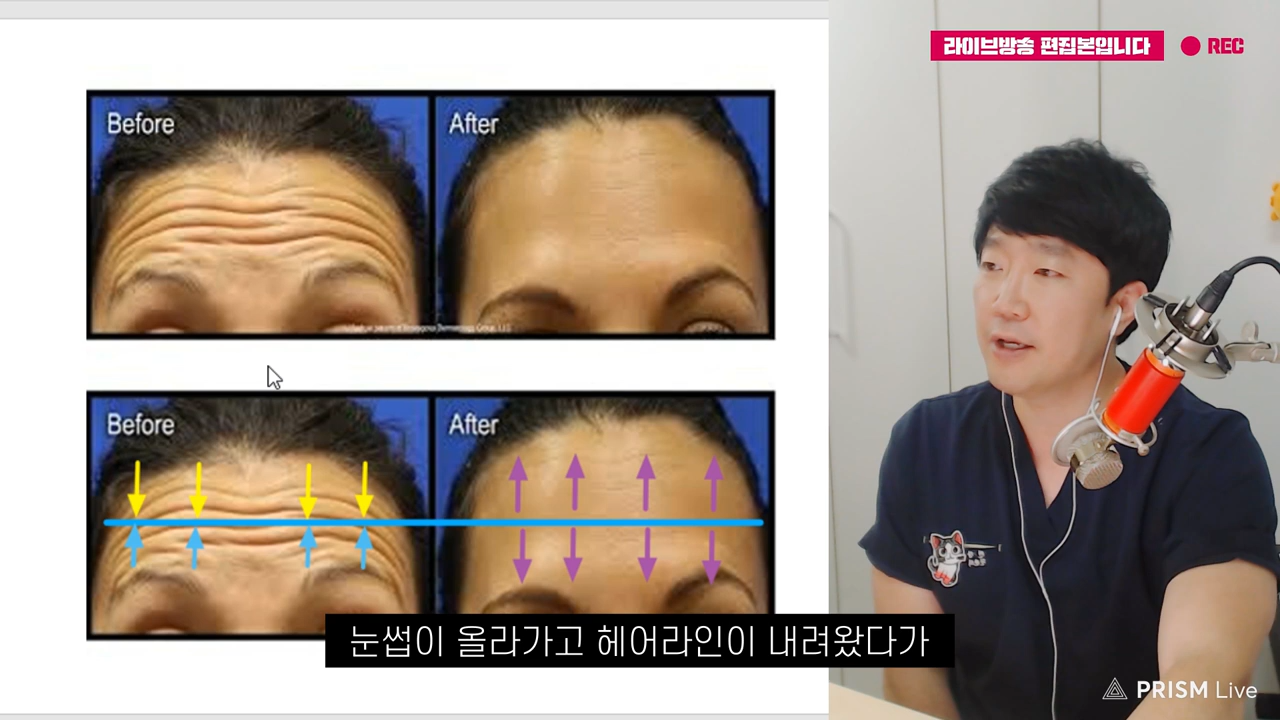 라이브방송 편집본입니다
REC
Before
After
Before
After
눈썹이 올라가고 헤어라인이 내려왔다가
PRISM Live